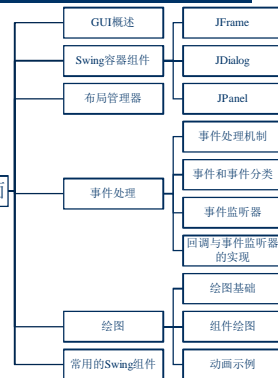 GUI概述
Swing容器组件
布局管理器
事件处理
绘图
常用的Swing组件
JFrame
JDialog
JPanel
事件处理机制
事件和事件分类
事件监听器
回调与事件监听器
的实现
绘图基础
组件绘图
动画示例